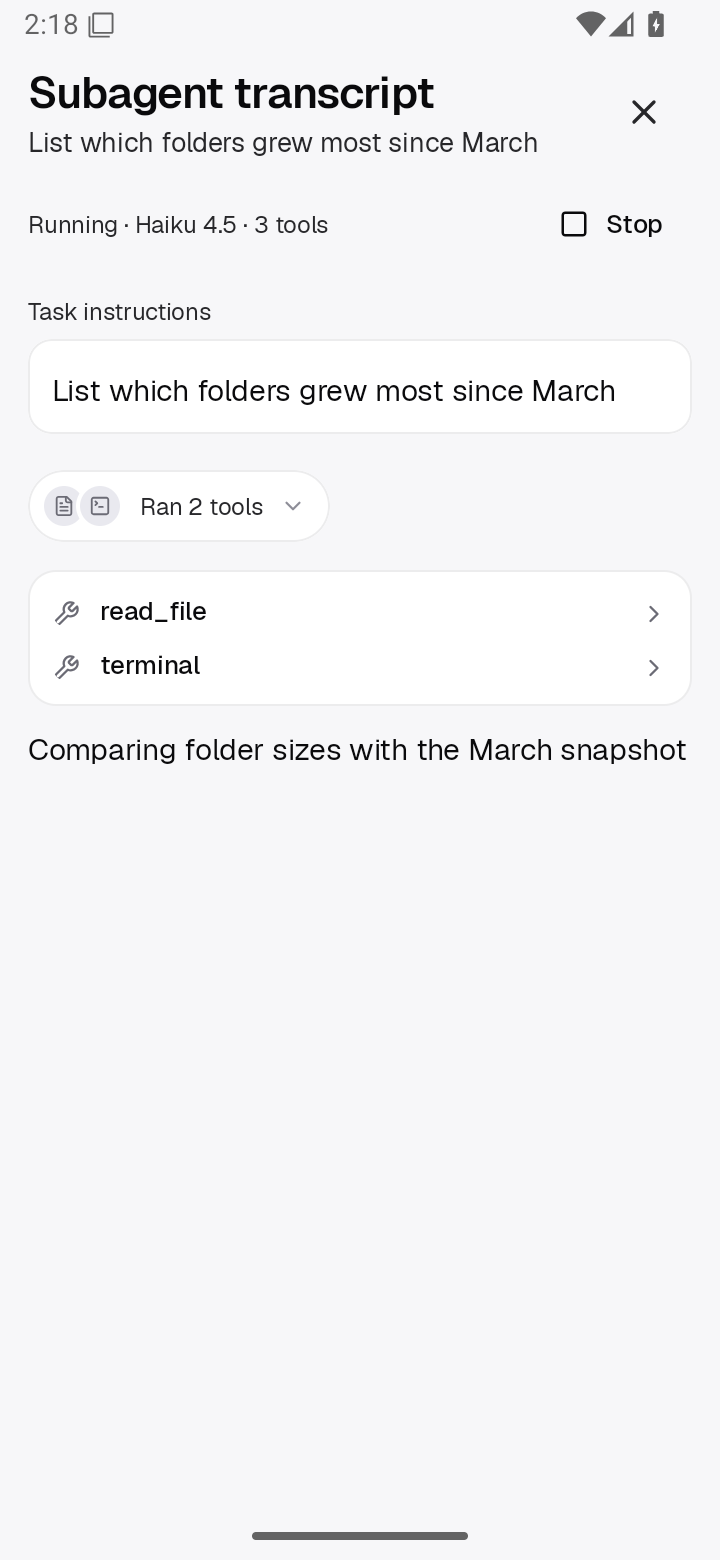 2:18
Subagent transcript
List which folders grew most since March
Running · Haiku 4.5 · 3 tools
Stop
Task instructions
List which folders grew most since March
Ran 2 tools
read_file
terminal
Comparing folder sizes with the March snapshot